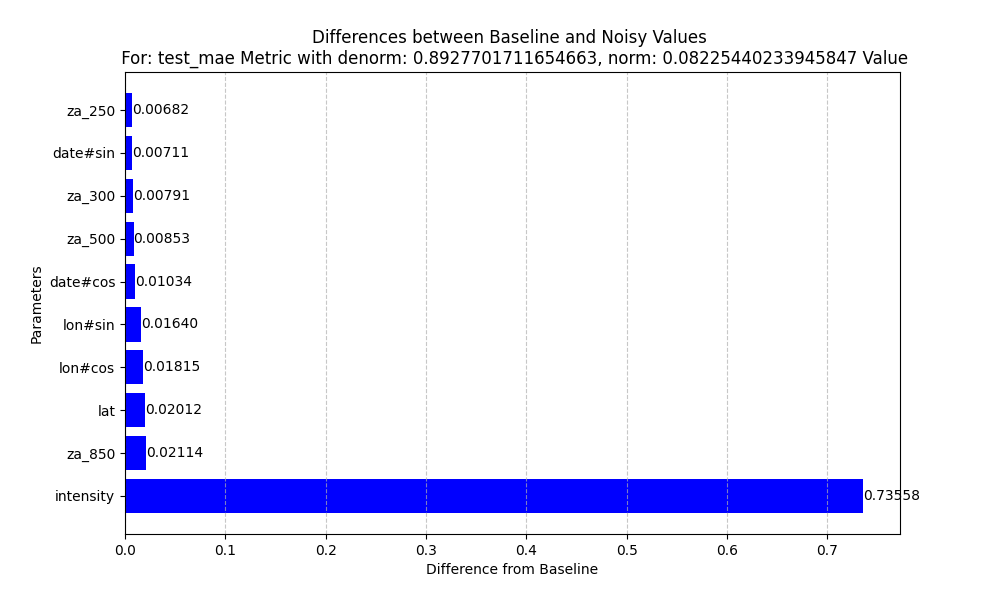 Differences between Baseline and Noisy Values
For: test_mae Metric with denorm: 0.8927701711654663, norm: 0.08225440233945847 Value
za_250 0.00682
date#sin 0.00711
za_300 0.00791
za_500 0.00853
date#cos 0.01034
lon#sin 0.01640
lon#cos 0.01815
lat 0.02012
za_850 0.02114
intensity 0.73558
Parameters
0.0 0.1 0.2 0.3 0.4 0.5 0.6 0.7
Difference from Baseline